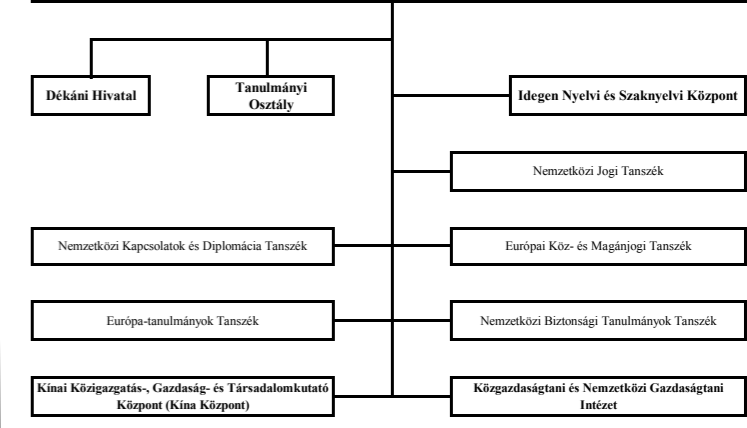 Dékáni Hivatal
Tanulmányi
Osztály
Idegen Nyelvi és Szaknyelvi Központ
Nemzetközi Jogi Tanszék
Nemzetközi Kapcsolatok és Diplomácia Tanszék
Európai Köz- és Magánjogi Tanszék
Európa-tanulmányok Tanszék
Nemzetközi Biztonsági Tanulmányok Tanszék
Kínai Közigazgatás-, Gazdaság- és Társadalomkutató
Központ (Kína Központ)
Közgazdaságtani és Nemzetközi Gazdaságtani
Intézet